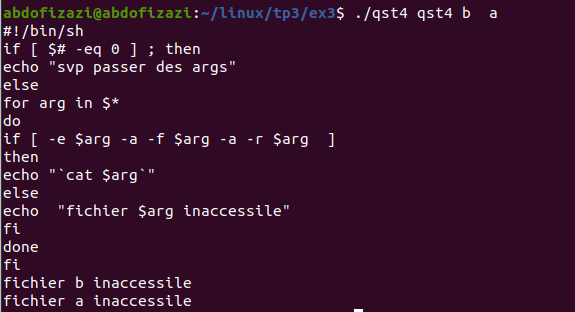 abdofizazi@abdofizazi:~/linux/tp3/ex3$ ./qst4 qst4 b  a
#!/bin/sh
if [ $# -eq 0 ] ; then
echo "svp passer des args"
else
for arg in $*
do
if [ -e $arg -a -f $arg -a -r $arg  ]
then
echo "`cat $arg`"
else
echo  "fichier $arg inaccessile"
fi
done
fi
fichier b inaccessile
fichier a inaccessile